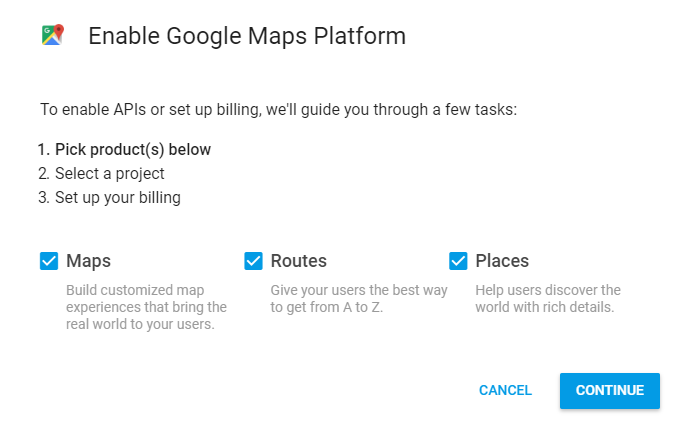 Enable Google Maps Platform
To enable APIs or set up billing, we'll guide you through a few tasks:
1. Pick product(s) below
2. Select a project
3. Set up your billing
Maps
Build customized map
experiences that bring the
real world to your users.
Routes
Give your users the best way
to get from A to Z.
Places
Help users discover the
world with rich details.
CANCEL
CONTINUE